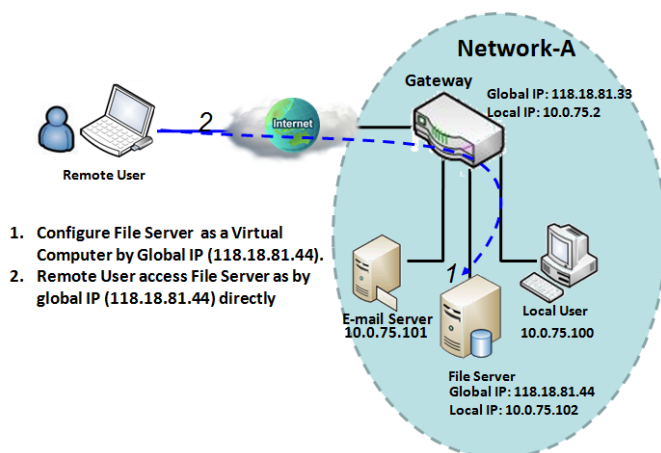 Network-A
Gateway
Global IP: 118.18.81.33
Local IP: 10.0.75.2
2
Internet
Remote User
1. Configure File Server as a Virtual
Computer by Global IP (118.18.81.44).
2. Remote User access File Server as by
global IP (118.18.81.44) directly
1
E-mail Server
10.0.75.101
Local User
10.0.75.100
File Server
Global IP: 118.18.81.44
Local IP: 10.0.75.102